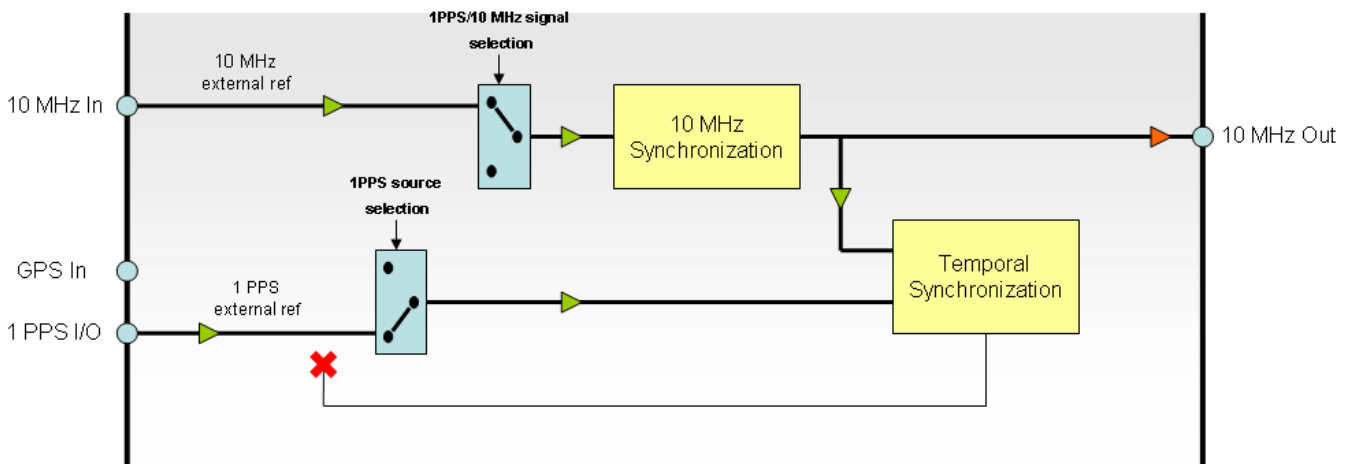 1PPS/10 MHz signal
selection
10 MHz
external ref
10 MHz In
10 MHz
Synchronization
10 MHz Out
1PPS source
selection
GPS In
1 PPS
external ref
Temporal
Synchronization
1 PPS I/O